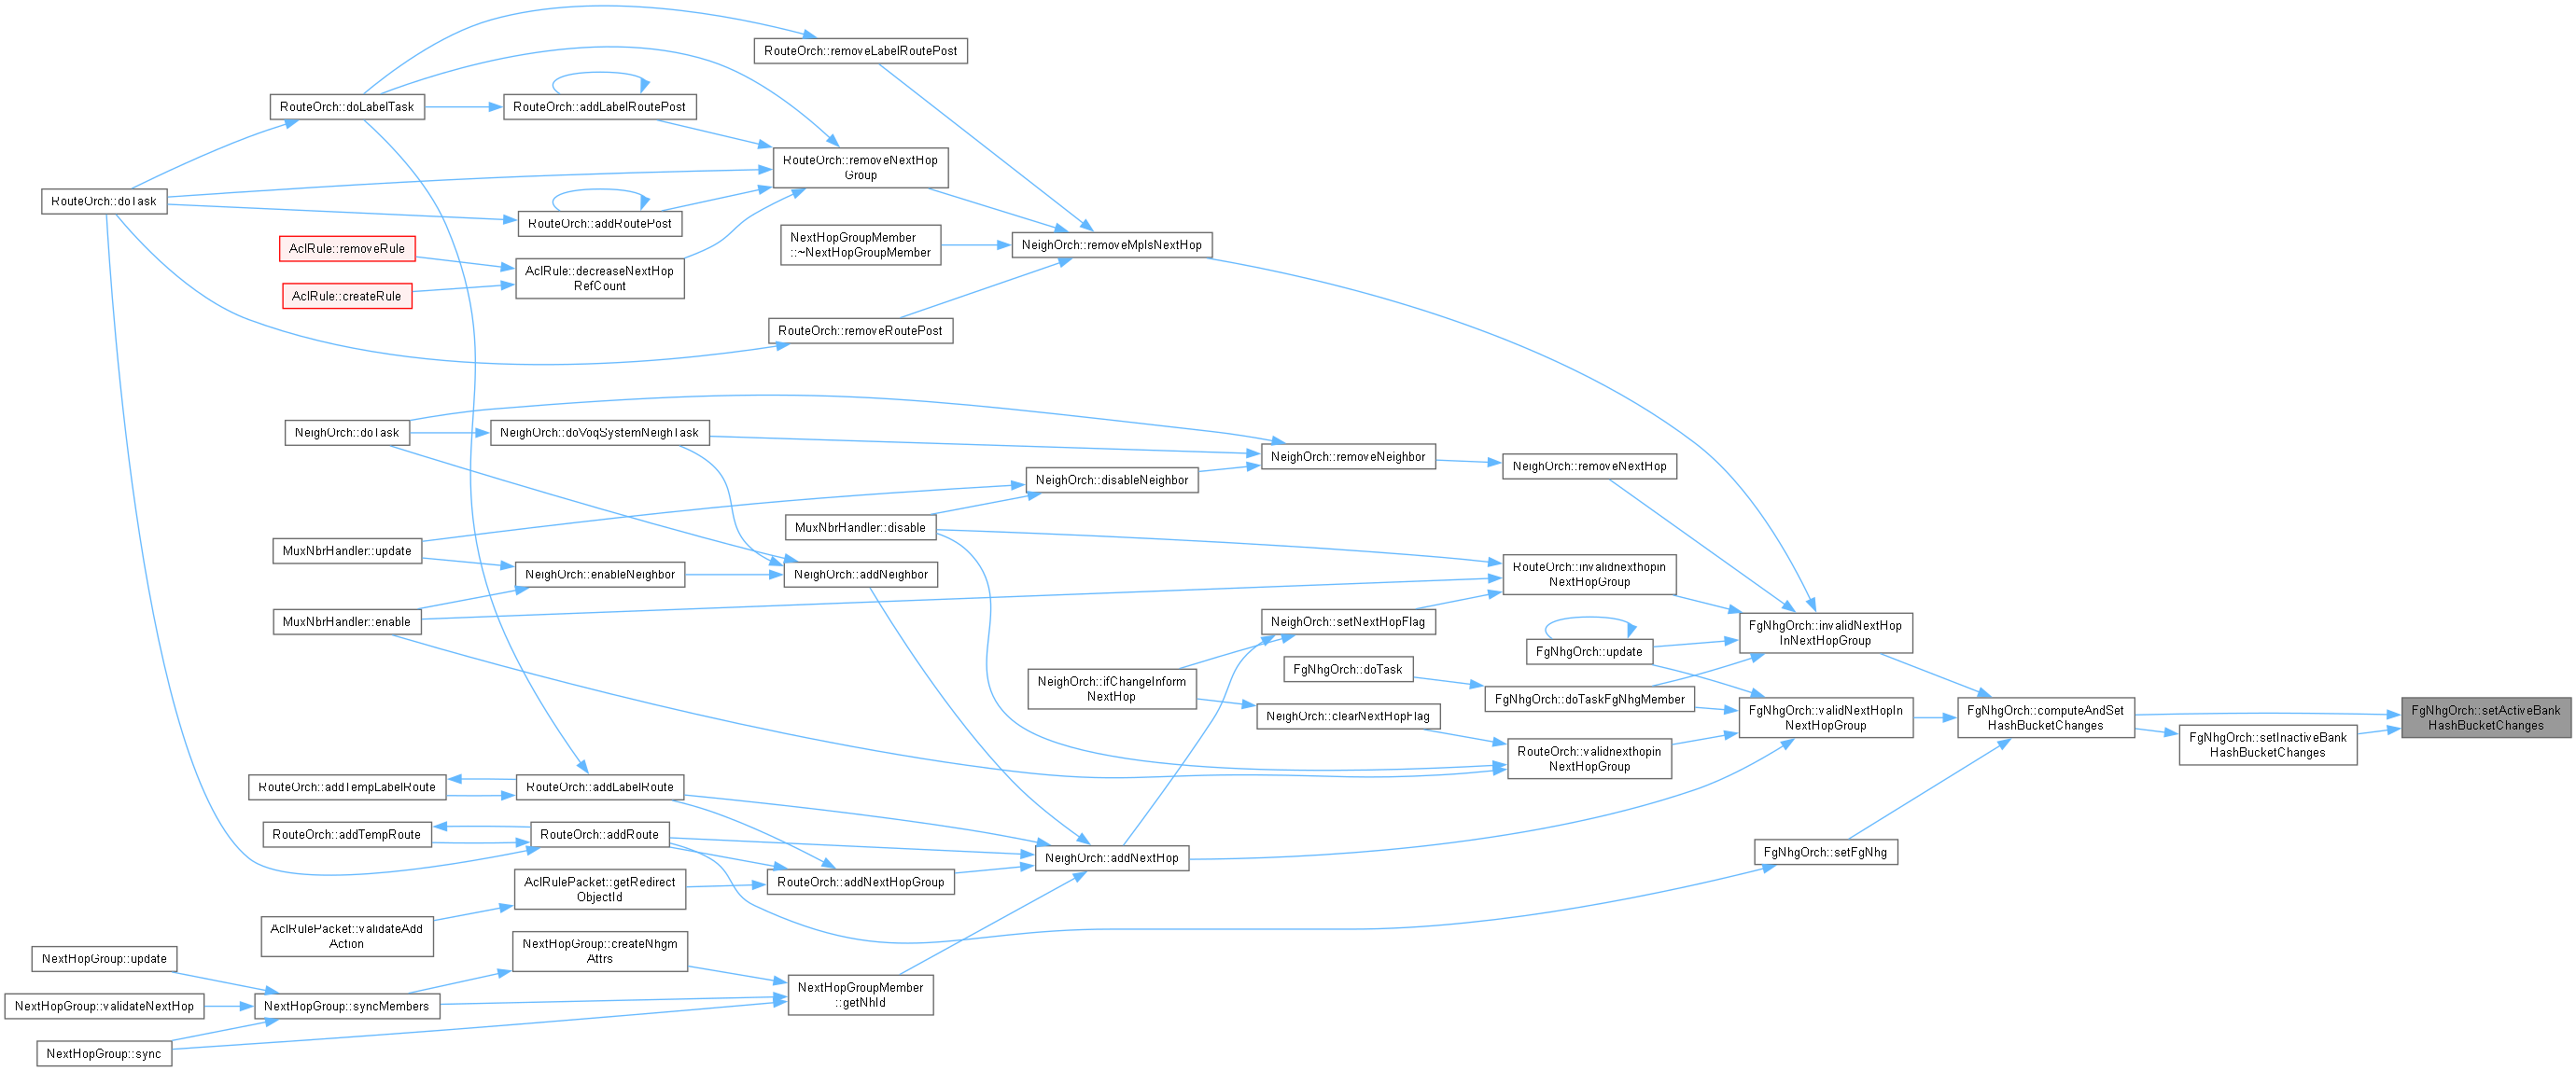 RouteOrch::removeLabelRoutePost
RouteOrch::doLabelTask
RouteOrch::addLabelRoutePost
RouteOrch::removeNextHop
Group
RouteOrch::doTask
RouteOrch::addRoutePost
NextHopGroupMember
::~NextHopGroupMember
NeighOrch::removeMplsNextHop
AclRule::removeRule
AclRule::decreaseNextHop
RefCount
AclRule::createRule
RouteOrch::removeRoutePost
NeighOrch::doTask
NeighOrch::doVoqSystemNeighTask
NeighOrch::removeNeighbor
NeighOrch::removeNextHop
NeighOrch::disableNeighbor
MuxNbrHandler::disable
MuxNbrHandler::update
NeighOrch::enableNeighbor
NeighOrch::addNeighbor
RouteOrch::invalidnexthopin
NextHopGroup
MuxNbrHandler::enable
NeighOrch::setNextHopFlag
FgNhgOrch::invalidNextHop
InNextHopGroup
FgNhgOrch::update
FgNhgOrch::doTask
NeighOrch::ifChangeInform
NextHop
FgNhgOrch::doTaskFgNhgMember
NeighOrch::clearNextHopFlag
FgNhgOrch::validNextHopIn
NextHopGroup
FgNhgOrch::computeAndSet
HashBucketChanges
FgNhgOrch::setActiveBank
HashBucketChanges
FgNhgOrch::setInactiveBank
HashBucketChanges
RouteOrch::validnexthopin
NextHopGroup
RouteOrch::addTempLabelRoute
RouteOrch::addLabelRoute
RouteOrch::addTempRoute
RouteOrch::addRoute
NeighOrch::addNextHop
FgNhgOrch::setFgNhg
RouteOrch::addNextHopGroup
AclRulePacket::getRedirect
ObjectId
AclRulePacket::validateAdd
Action
NextHopGroup::createNhgm
Attrs
NextHopGroup::update
NextHopGroupMember
::getNhId
NextHopGroup::validateNextHop
NextHopGroup::syncMembers
NextHopGroup::sync